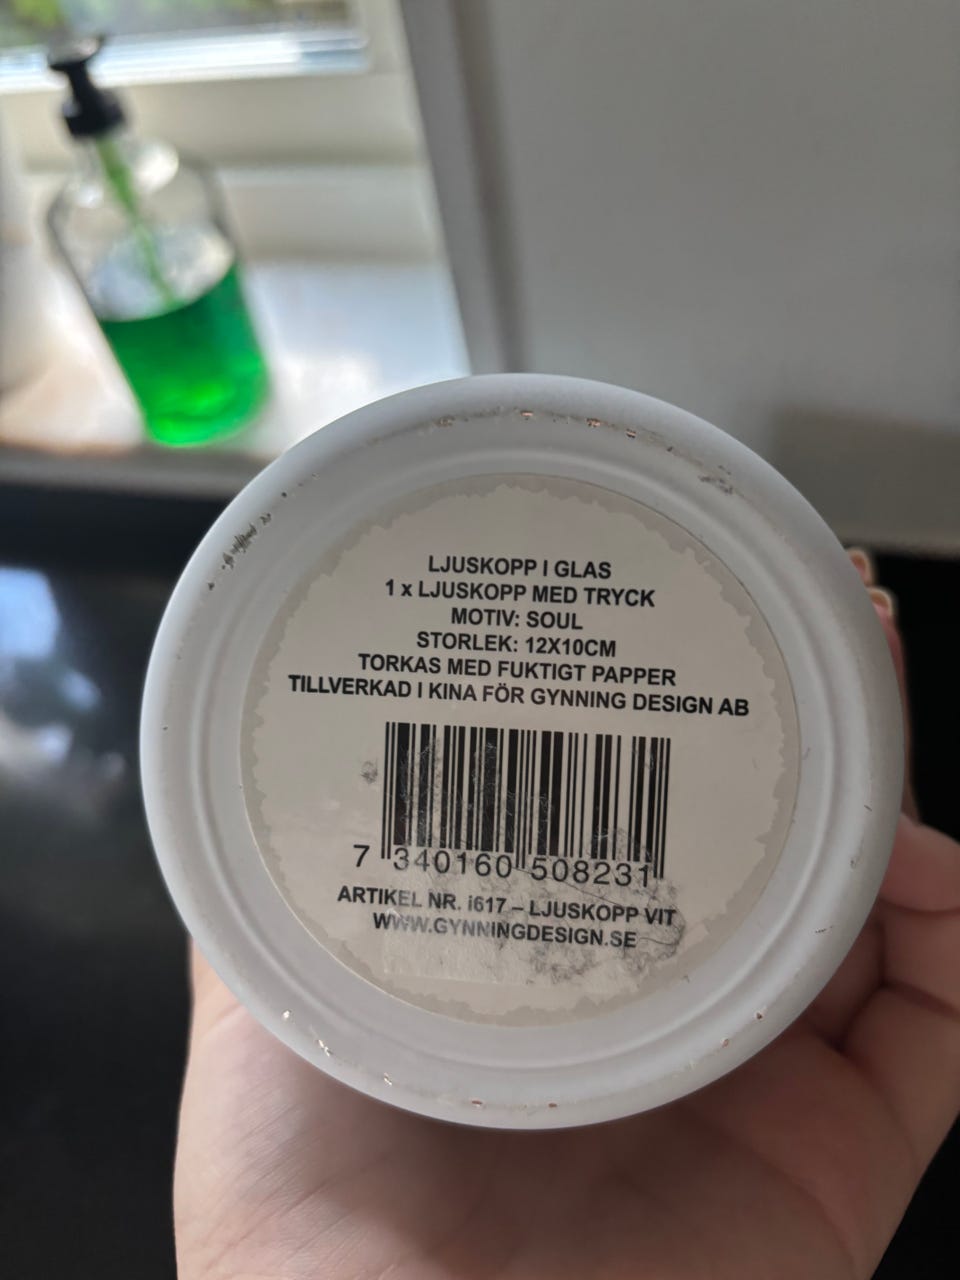 LJUSKOPP I GLAS
1 x LJUSKOPP MED TRYCK
MOTIV: SOUL
STORLEK: 12X10CM
TORKAS MED FUKTIGT PAPPER
TILLVERKAD I KINA FÖR GYNNING DESIGN AB
7 340160 508231
ARTIKEL NR. i617 – LJUSKOPP VIT
WWW.GYNNINGDESIGN.SE